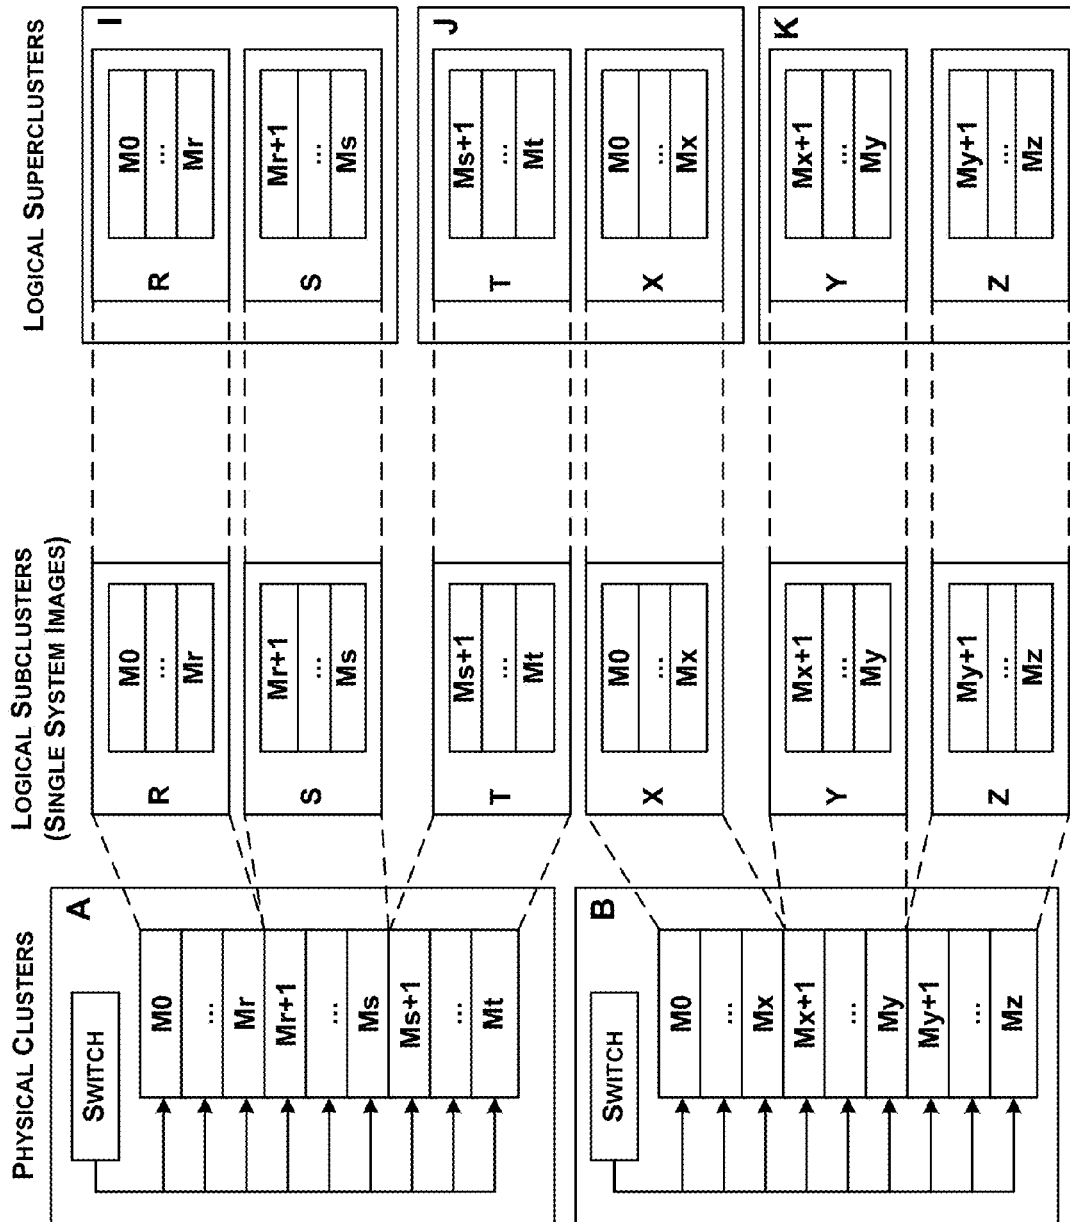 PHYSICAL CLUSTERS
A
SWITCH
M0
...
Mr
Mr+1
...
Ms
Ms+1
...
Mt
B
SWITCH
M0
...
Mx
Mx+1
...
My
My+1
...
Mz
LOGICAL SUBCLUSTERS
(SINGLE SYSTEM IMAGES)
R
M0
...
Mr
S
Mr+1
...
Ms
T
Ms+1
...
Mt
X
M0
...
Mx
Y
Mx+1
...
My
Z
My+1
...
Mz
LOGICAL SUPERCLUSTERS
I
R
M0
...
Mr
S
Mr+1
...
Ms
J
T
Ms+1
...
Mt
X
M0
...
Mx
K
Y
Mx+1
...
My
Z
My+1
...
Mz